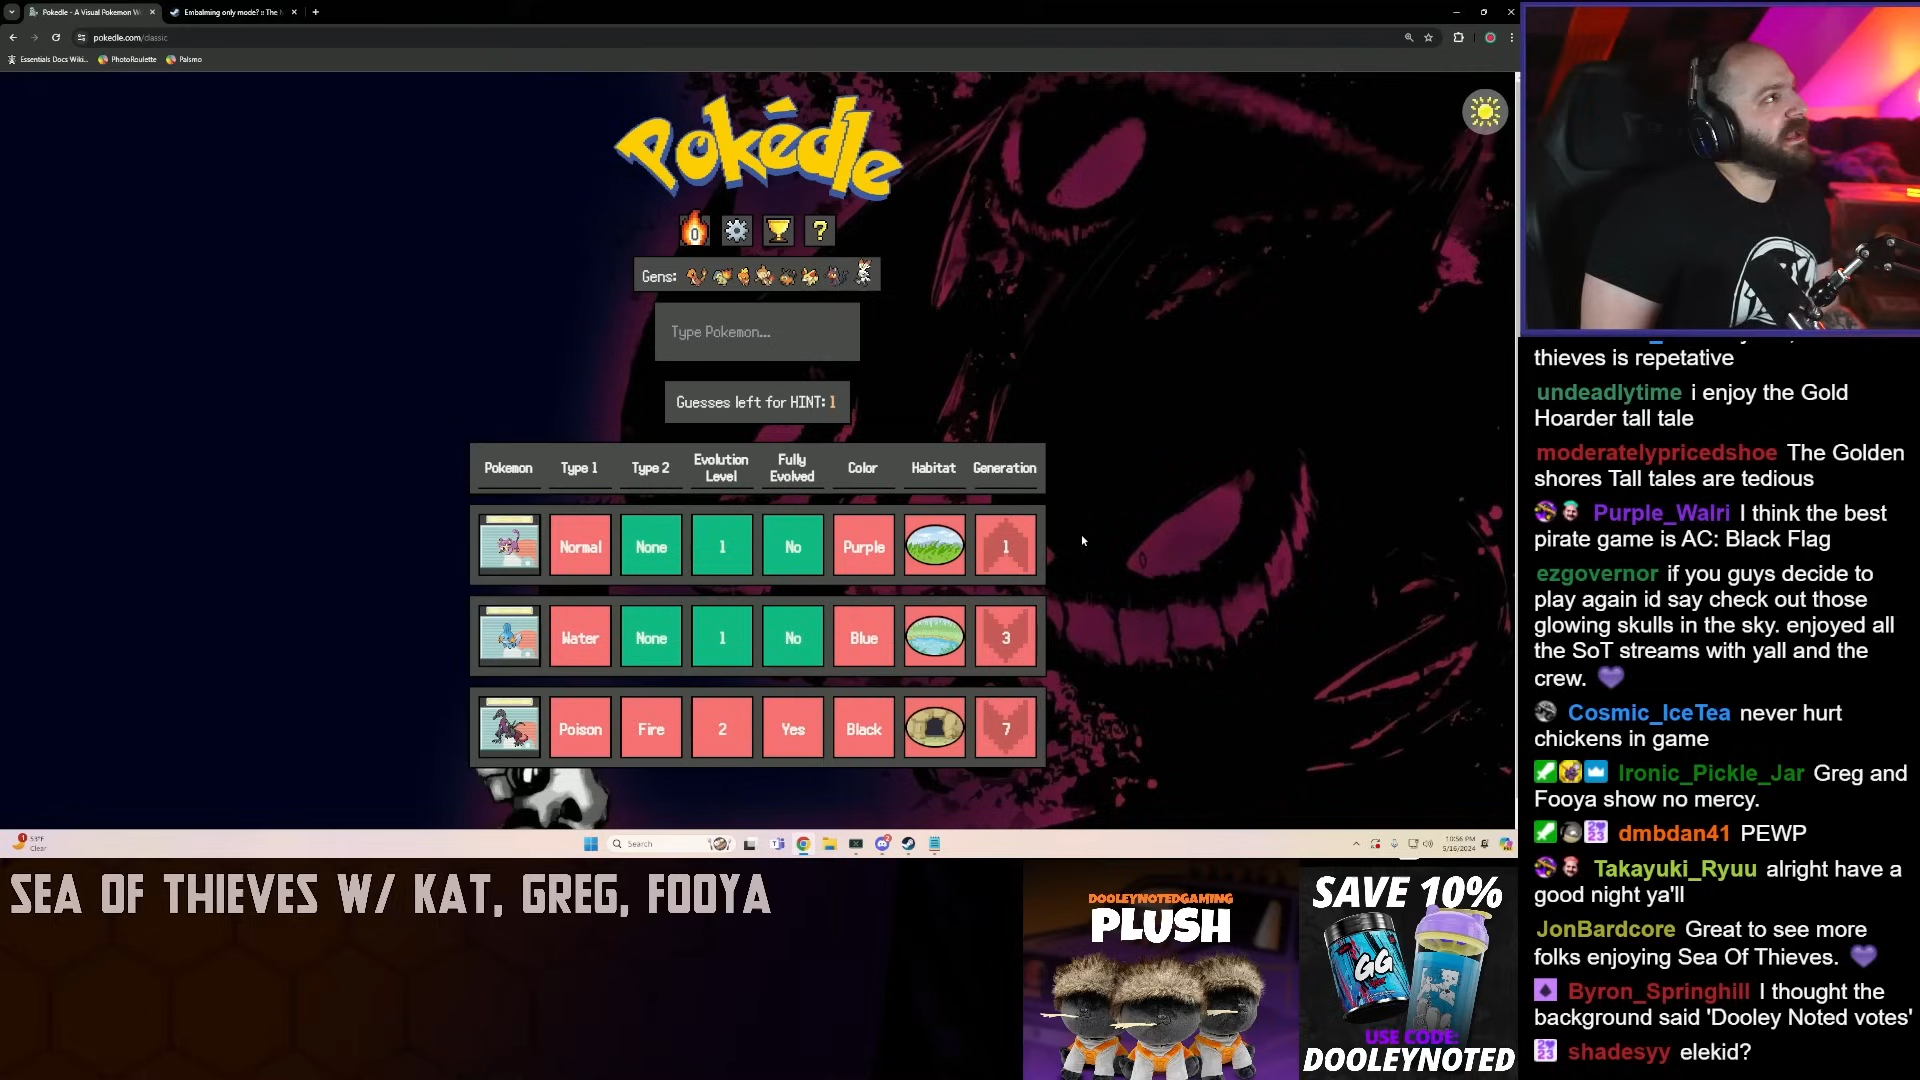 Pokedle - A Visual Pokemon W
Embalming only mode? :: The
pokedle.com/classic
Essentials Docs Wiki...
PhotoRoulette
Palsmo
Pokédle
0
?
Gens:
Type Pokemon...
Guesses left for HINT: 1
Pokemon
Type 1
Type 2
Evolution Level
Fully Evolved
Color
Habitat
Generation
Normal
None
1
No
Purple
1
Water
None
1
No
Blue
3
Poison
Fire
2
Yes
Black
7
53°F
Clear
Search
10:56 PM
5/16/2024
thieves is repetative
undeadlytime i enjoy the Gold
Hoarder tall tale
moderatelypricedshoe The Golden
shores Tall tales are tedious
Purple_Walri I think the best
pirate game is AC: Black Flag
ezgovernor if you guys decide to
play again id say check out those
glowing skulls in the sky. enjoyed all
the SoT streams with yall and the
crew.
Cosmic_IceTea never hurt
chickens in game
Ironic_Pickle_Jar Greg and
Fooya show no mercy.
dmbdan41 PEWP
Takayuki_Ryuu alright have a
good night ya'll
JonBardcore Great to see more
folks enjoying Sea Of Thieves.
Byron_Springhill I thought the
background said 'Dooley Noted votes'
shadesyy elekid?
SEA OF THIEVES W/ KAT, GREG, FOOYA
DOOLEYNOTEDGAMING
PLUSH
SAVE 10%
GG
USE CODE:
DOOLEYNOTED